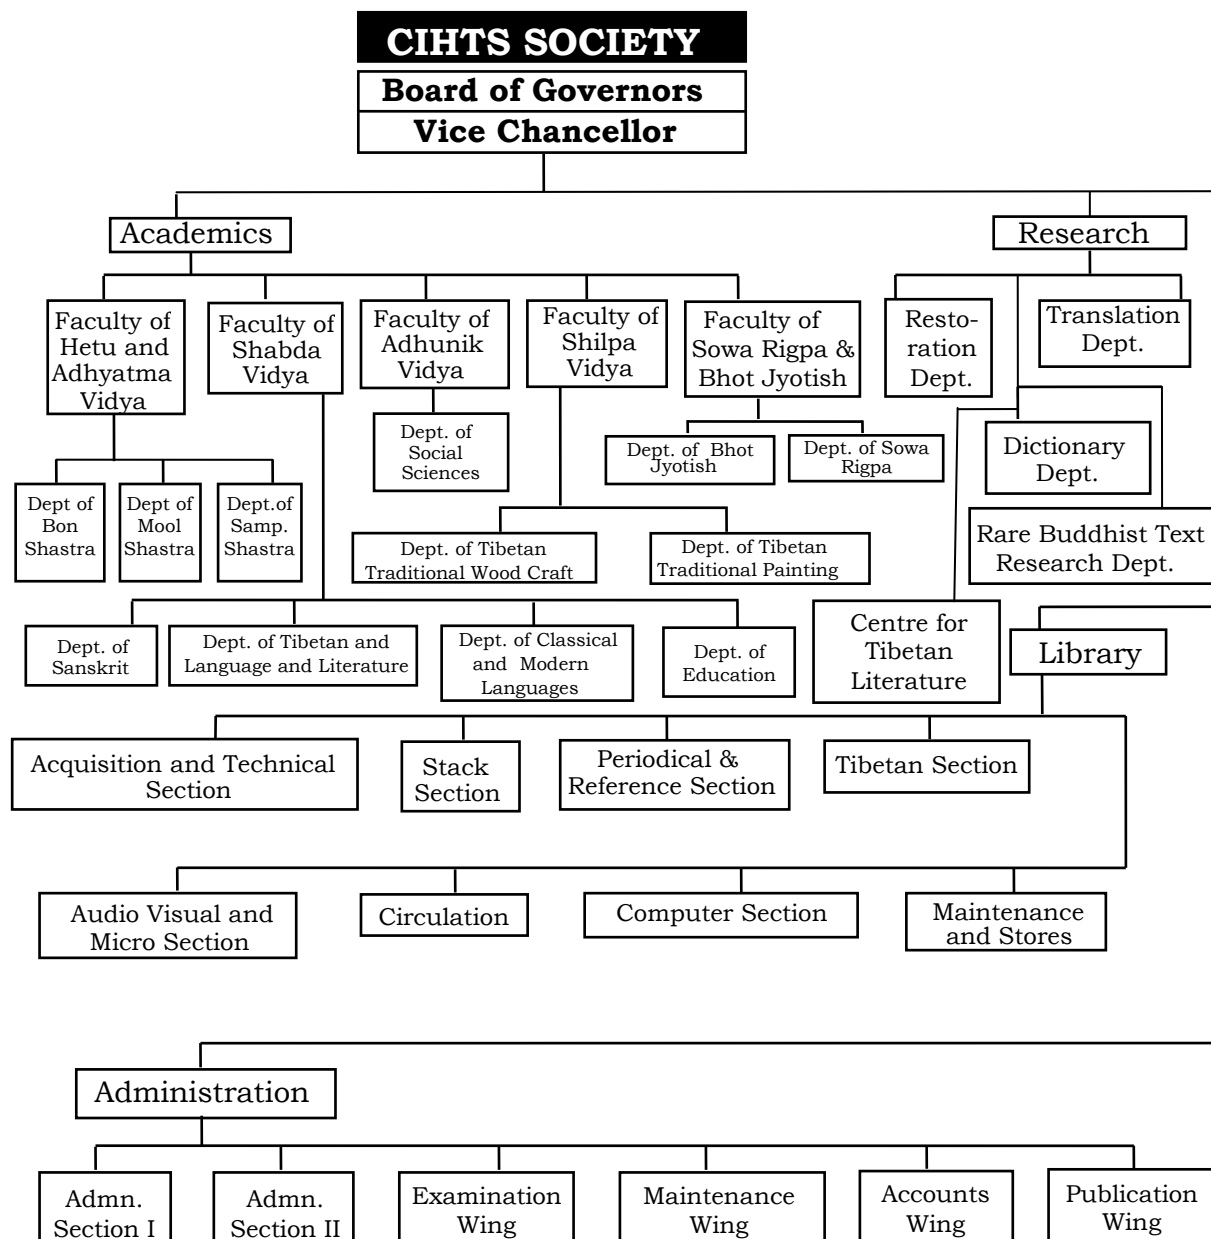 CIHTS SOCIETY
Board of Governors
Vice Chancellor
Academics
Research
Faculty of
Hetu and
Adhyatma
Vidya
Faculty of
Shabda
Vidya
Faculty of
Adhunik
Vidya
Faculty of
Shilpa
Vidya
Faculty of
Sowa Rigpa &
Bhot Jyotish
Resto-
ration
Dept.
Translation
Dept.
Dept. of
Social
Sciences
Dept. of Bhot
Jyotish
Dept. of Sowa
Rigpa
Dictionary
Dept.
Dept of
Bon
Shastra
Dept of
Mool
Shastra
Dept.of
Samp.
Shastra
Dept. of Tibetan
Traditional Wood Craft
Dept. of Tibetan
Traditional Painting
Rare Buddhist Text
Research Dept.
Dept. of
Sanskrit
Dept. of Tibetan and
Language and Literature
Dept. of Classical
and Modern
Languages
Dept. of
Education
Centre for
Tibetan
Literature
Library
Acquisition and Technical
Section
Stack
Section
Periodical &
Reference Section
Tibetan Section
Audio Visual and
Micro Section
Circulation
Computer Section
Maintenance
and Stores
Administration
Admn.
Section I
Admn.
Section II
Examination
Wing
Maintenance
Wing
Accounts
Wing
Publication
Wing